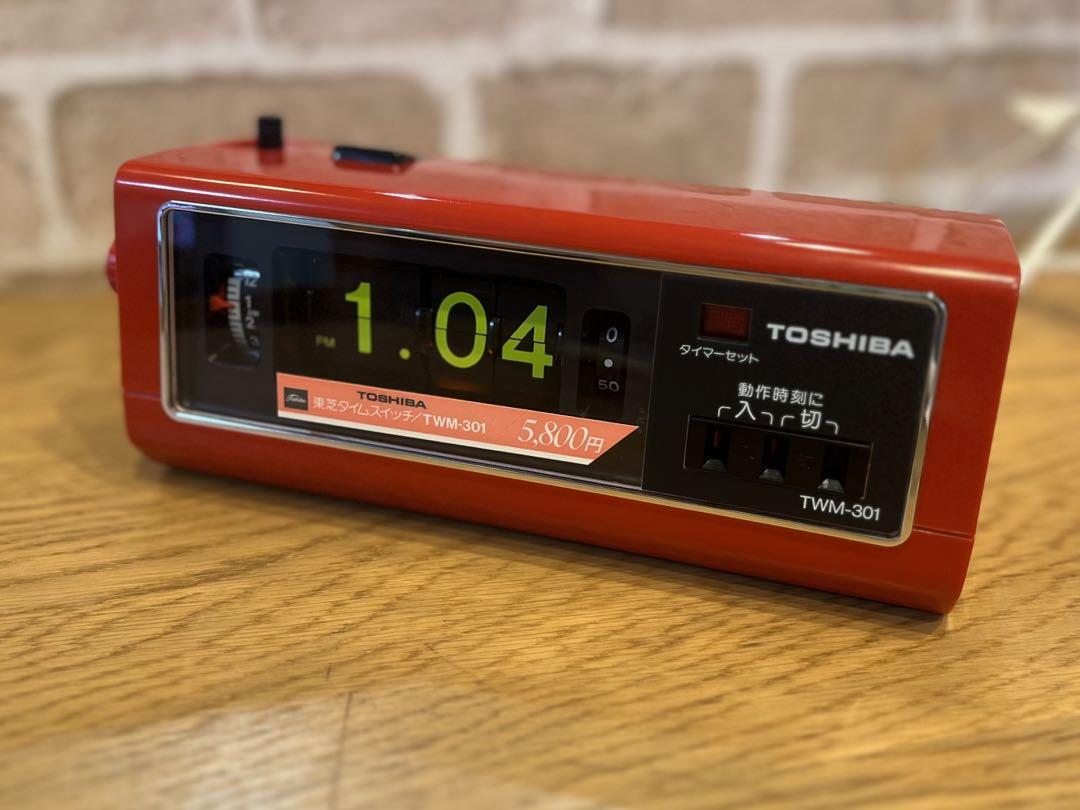 PM 1.04
0
50
TOSHIBA
東芝タイムスイッチ/TWM-301 5,800円
Toshiba
タイマーセット
TOSHIBA
動作時刻に
入 切
TWM-301